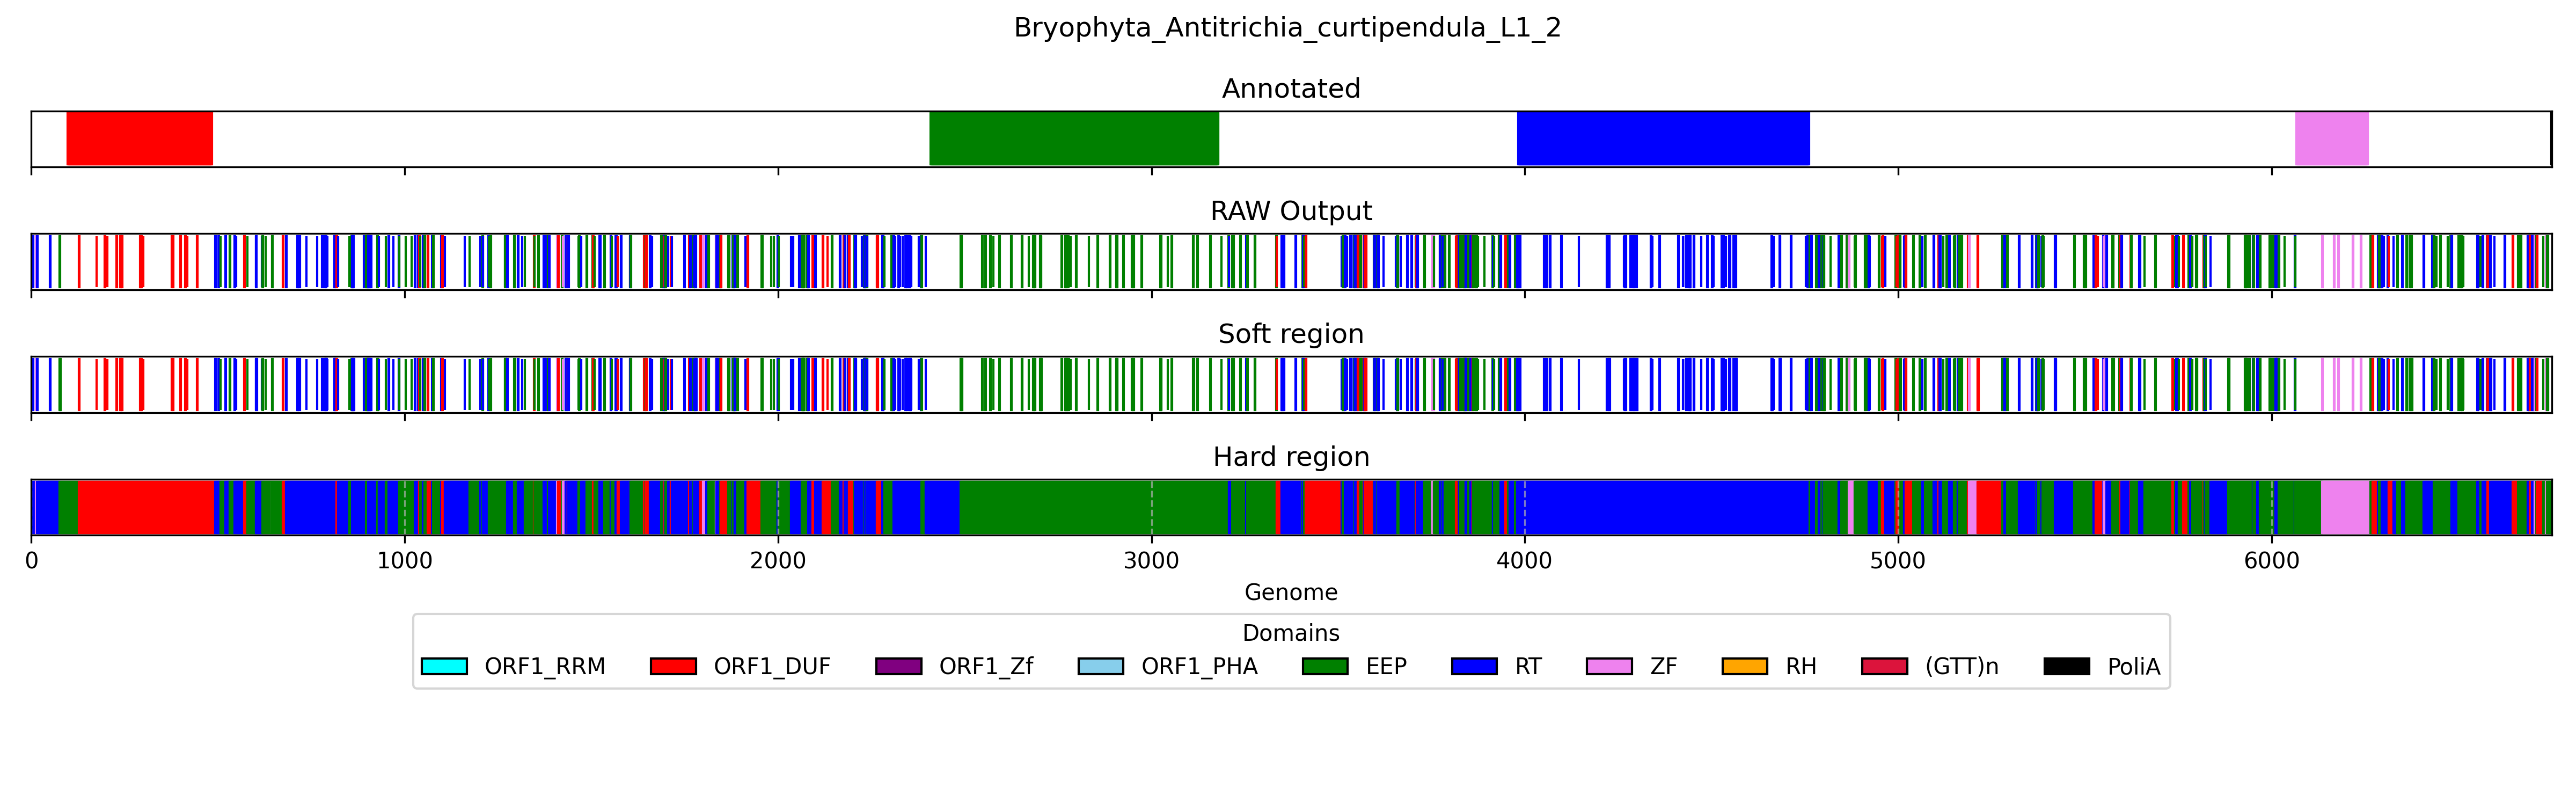 Bryophyta_Antitrichia_curtipendula_L1_2
Annotated
RAW Output
Soft region
Hard region
0 1000 2000 3000 4000 5000 6000
Genome
Domains
ORF1_RRM ORF1_DUF ORF1_Zf ORF1_PHA EEP RT ZF RH (GTT)n PoliA